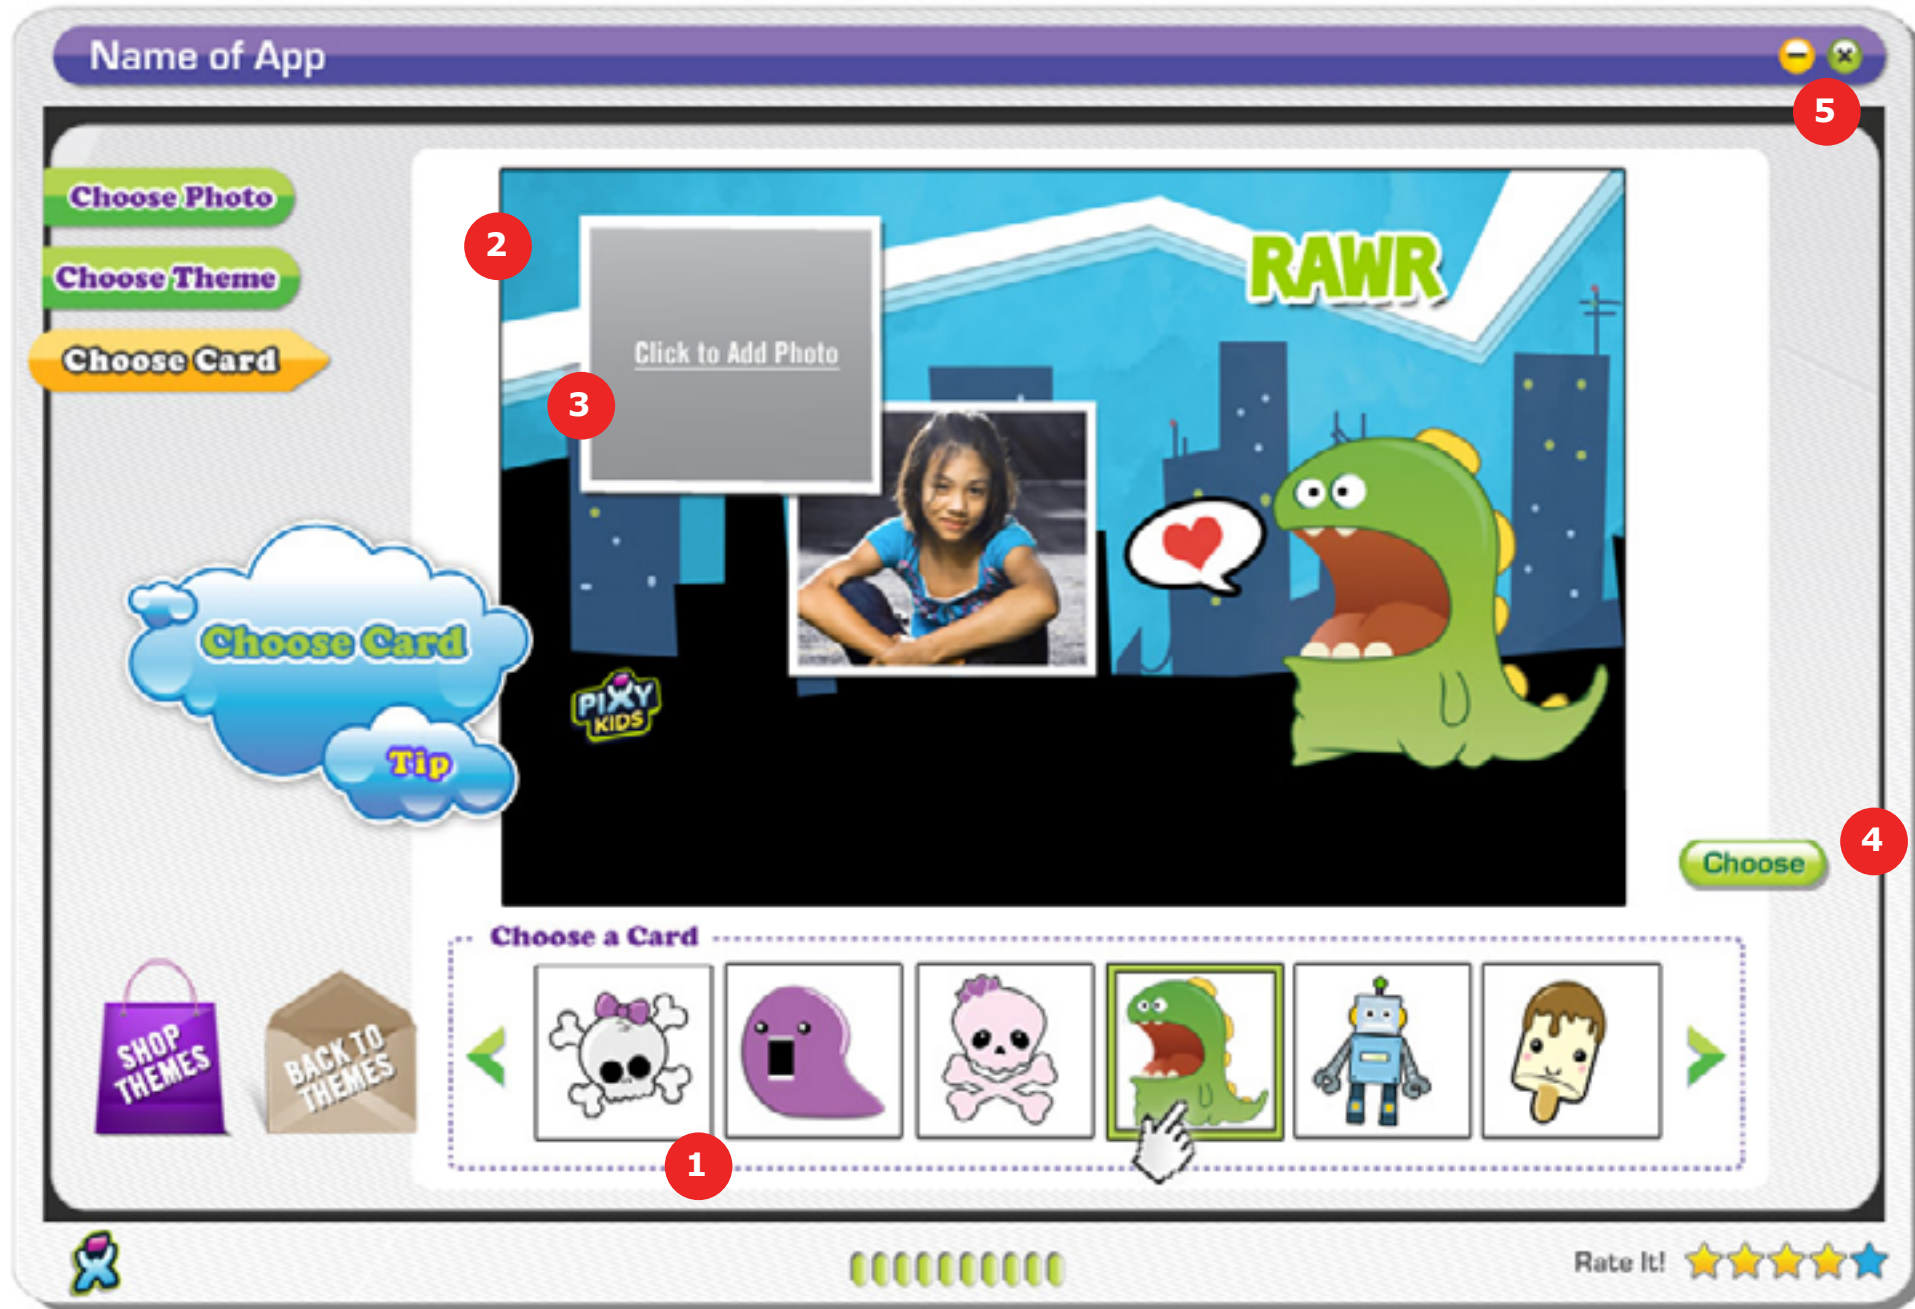 Name of App
5
Choose Photo
Choose Theme
Choose Card
2
RAWR
Click to Add Photo
3
Choose Card
Tip
PIXY
KIDS
4
Choose
Choose a Card
SHOP
THEMES
BACK TO
THEMES
1
Rate It!